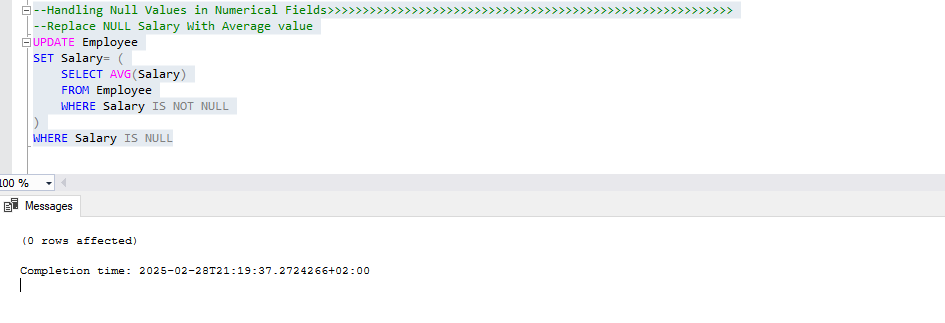 --Handling Null Values in Numerical Fields>>>>>>>>>>>>>>>>>>>>>>>>>>>>>>>>>>>>>>>>>>>>>>>>>>>>>>>>>>
--Replace NULL Salary With Average value
UPDATE Employee
SET Salary= (
    SELECT AVG(Salary)
    FROM Employee
    WHERE Salary IS NOT NULL
)
WHERE Salary IS NULL
100 %
Messages
(0 rows affected)
Completion time: 2025-02-28T21:19:37.2724266+02:00